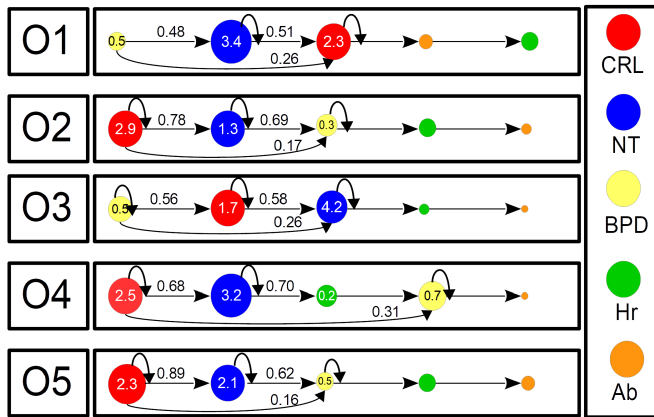 O1
0.5 0.48 3.4 0.51 2.3
0.26
CRL
O2
2.9 0.78 1.3 0.69 0.3
0.17
NT
O3
0.5 0.56 1.7 0.58 4.2
0.26
BPD
O4
2.5 0.68 3.2 0.70 0.2 0.7
0.31
Hr
O5
2.3 0.89 2.1 0.62 0.5
0.16
Ab